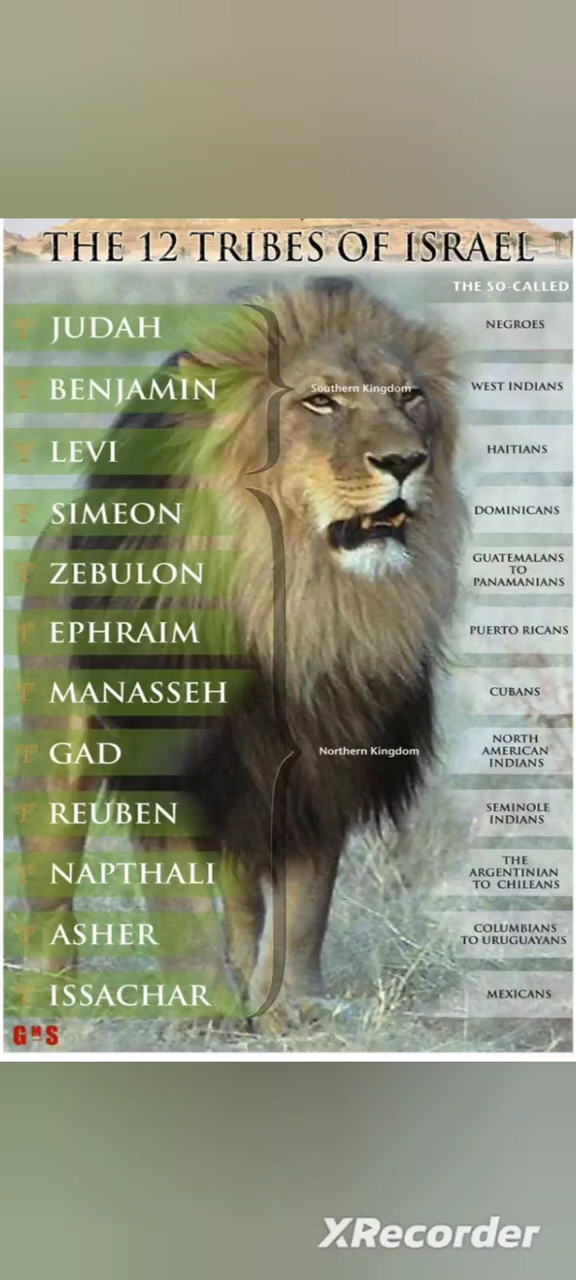 THE 12 TRIBES OF ISRAEL
THE SO-CALLED
JUDAH
NEGROES
BENJAMIN
Southern Kingdom
WEST INDIANS
LEVI
HAITIANS
SIMEON
DOMINICANS
ZEBULON
GUATEMALANS
TO
PANAMANIANS
EPHRAIM
PUERTO RICANS
MANASSEH
CUBANS
GAD
Northern Kingdom
NORTH
AMERICAN
INDIANS
REUBEN
SEMINOLE
INDIANS
NAPTHALI
THE
ARGENTINIAN
TO CHILEANS
ASHER
COLUMBIANS
TO URUGUAYANS
ISSACHAR
MEXICANS
GMS
XRecorder